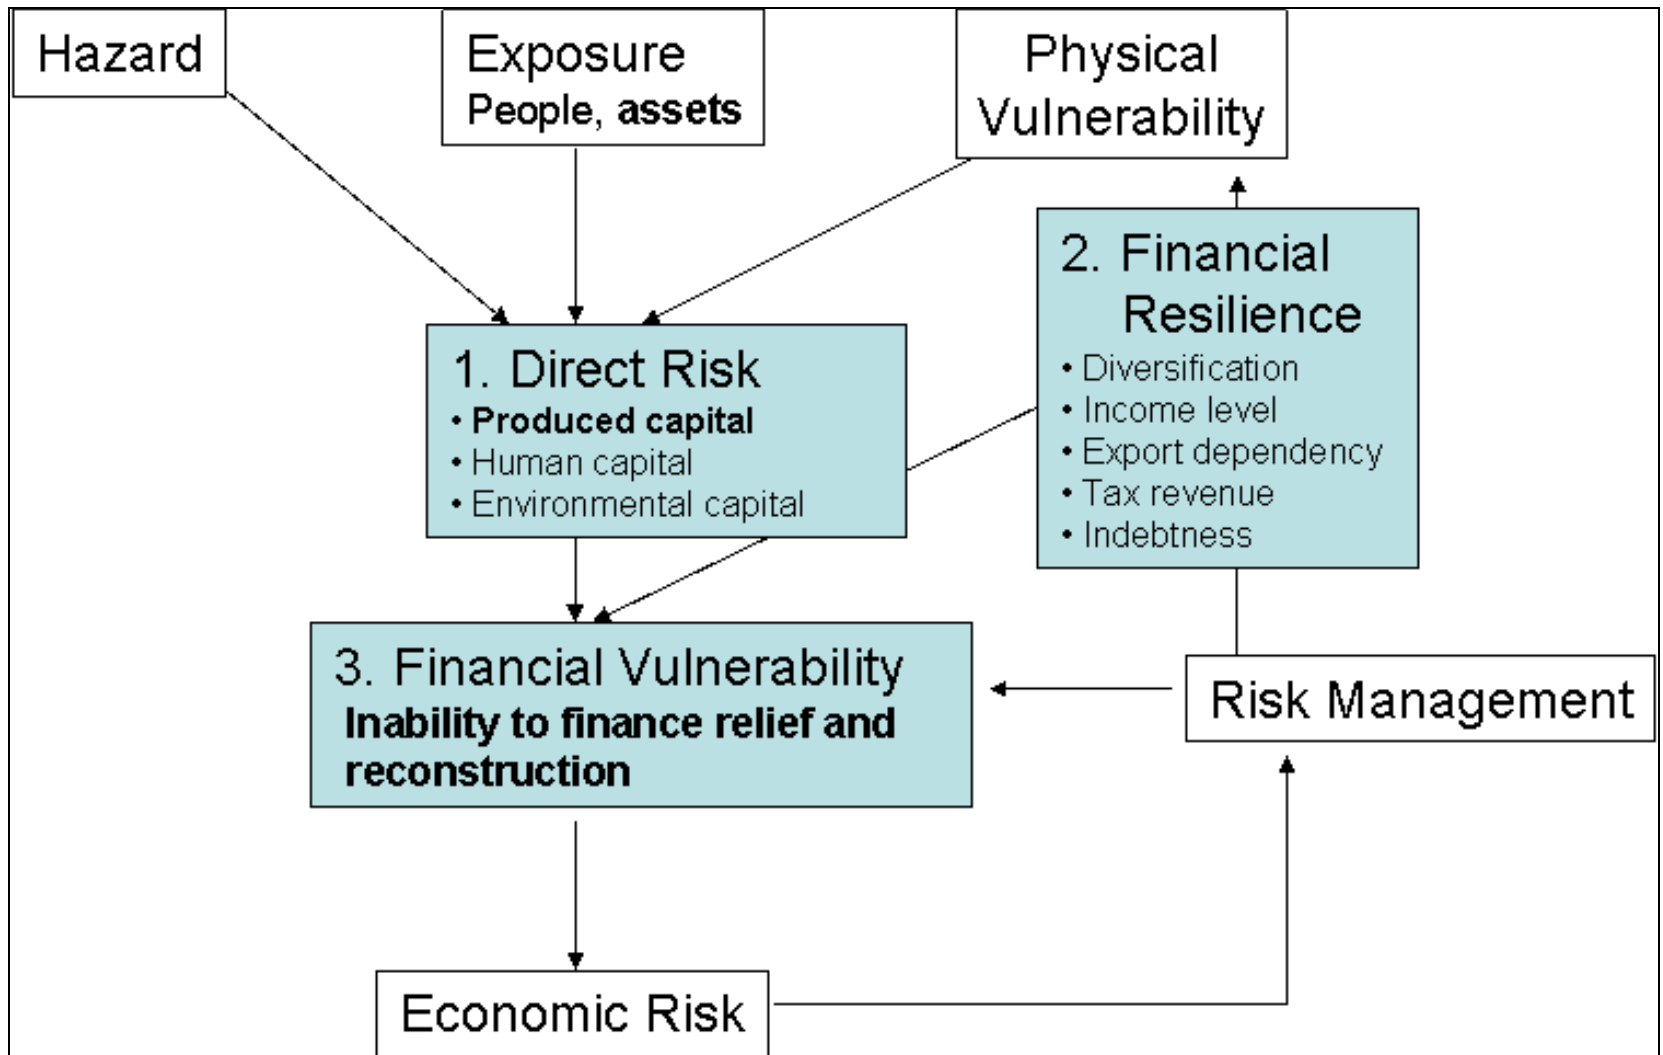 Hazard
Exposure
People, assets
Physical
Vulnerability
1. Direct Risk
• Produced capital
• Human capital
• Environmental capital
2. Financial
Resilience
• Diversification
• Income level
• Export dependency
• Tax revenue
• Indebtness
3. Financial Vulnerability
Inability to finance relief and
reconstruction
Risk Management
Economic Risk